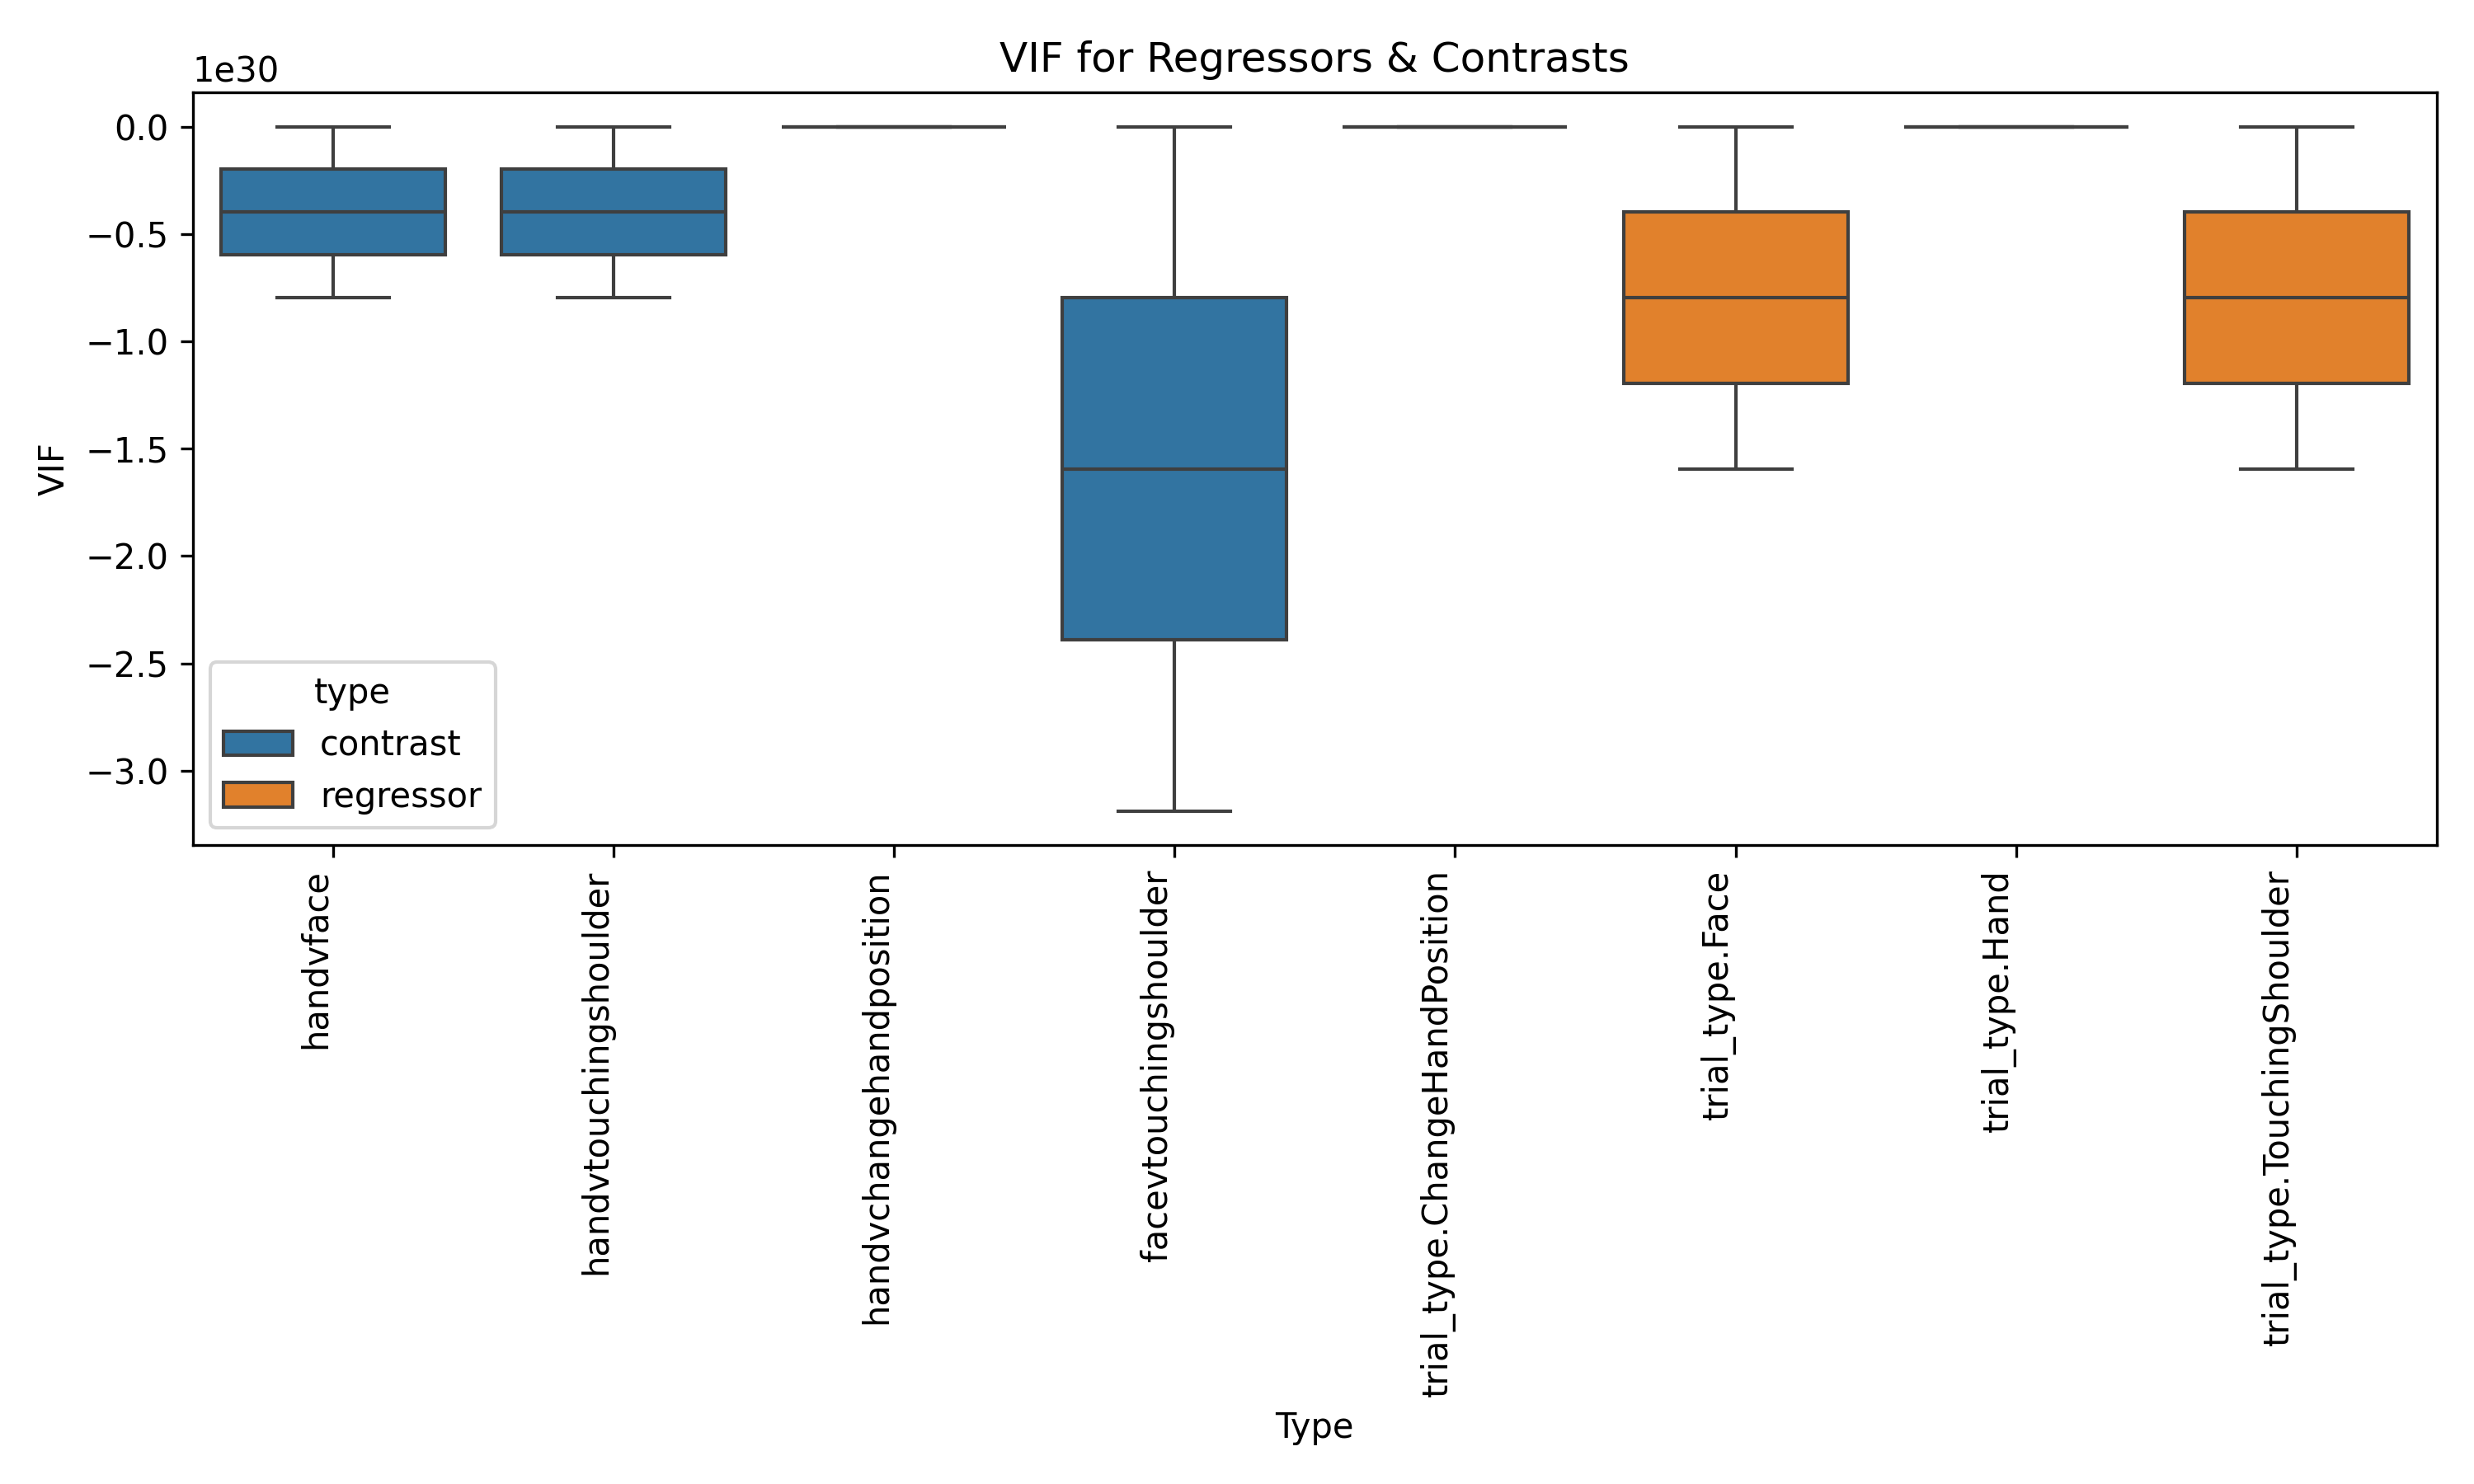 VIF for Regressors & Contrasts
1e30
0.0
−0.5
−1.0
−1.5
−2.0
−2.5
−3.0
VIF
type
contrast
regressor
handvface
handvtouchingshoulder
handvchangehandposition
facevtouchingshoulder
trial_type.ChangeHandPosition
trial_type.Face
trial_type.Hand
trial_type.TouchingShoulder
Type